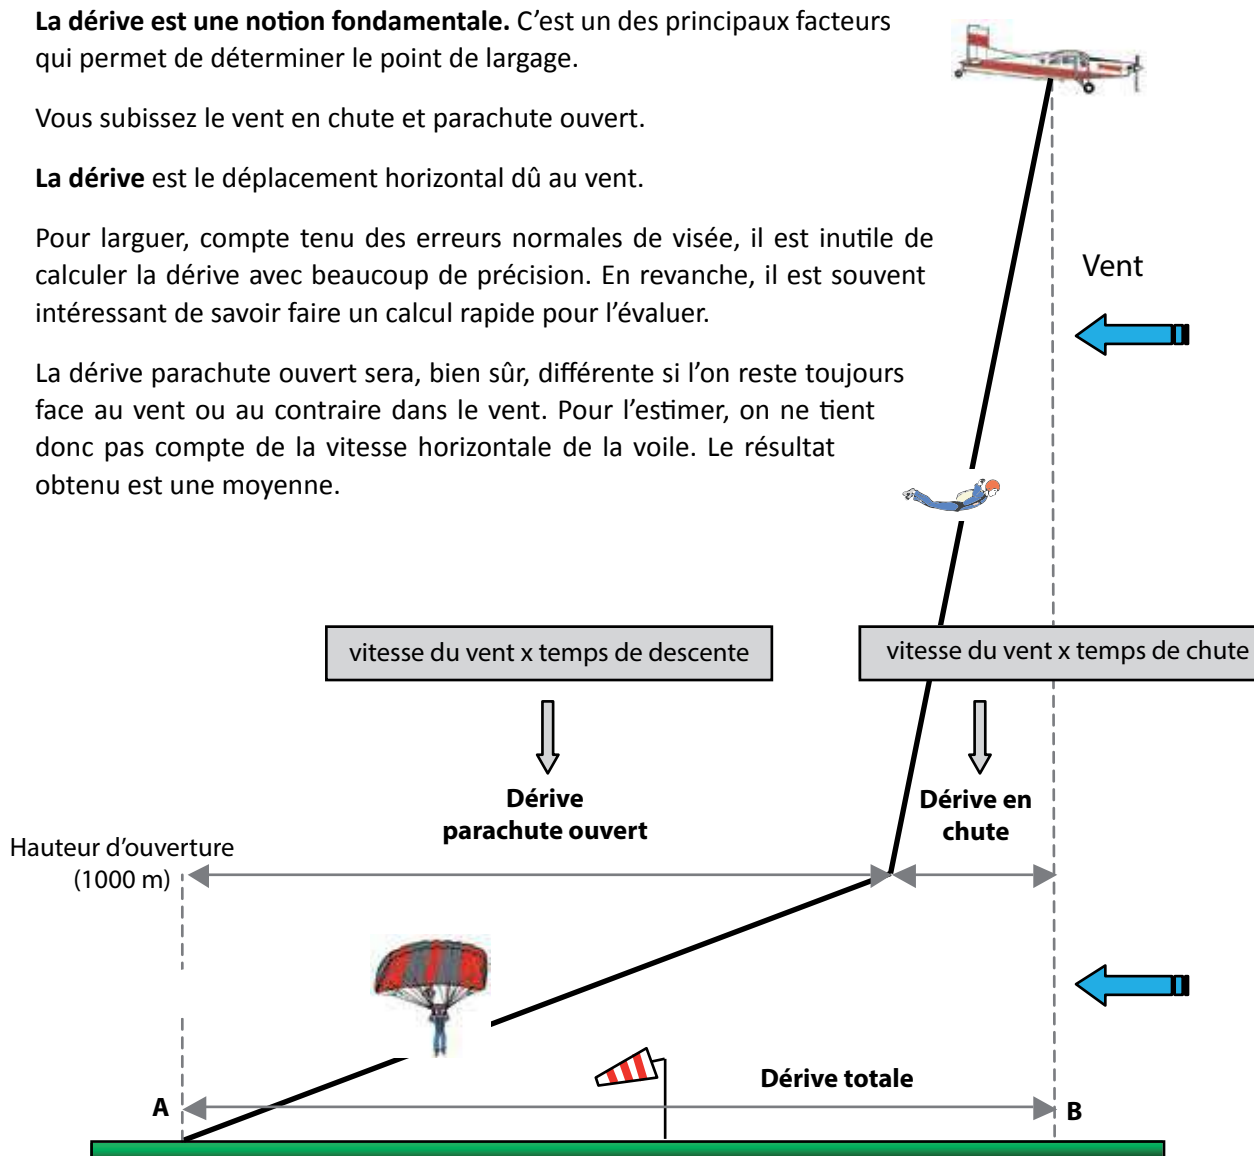 La dérive est une notion fondamentale. C’est un des principaux facteurs
qui permet de déterminer le point de largage.
Vous subissez le vent en chute et parachute ouvert.
La dérive est le déplacement horizontal dû au vent.
Pour larguer, compte tenu des erreurs normales de visée, il est inutile de
calculer la dérive avec beaucoup de précision. En revanche, il est souvent
intéressant de savoir faire un calcul rapide pour l’évaluer.
La dérive parachute ouvert sera, bien sûr, différente si l’on reste toujours
face au vent ou au contraire dans le vent. Pour l’estimer, on ne tient
donc pas compte de la vitesse horizontale de la voile. Le résultat
obtenu est une moyenne.
Vent
vitesse du vent x temps de descente
vitesse du vent x temps de chute
Dérive
parachute ouvert
Dérive en
chute
Hauteur d’ouverture
(1000 m)
Dérive totale
A
B